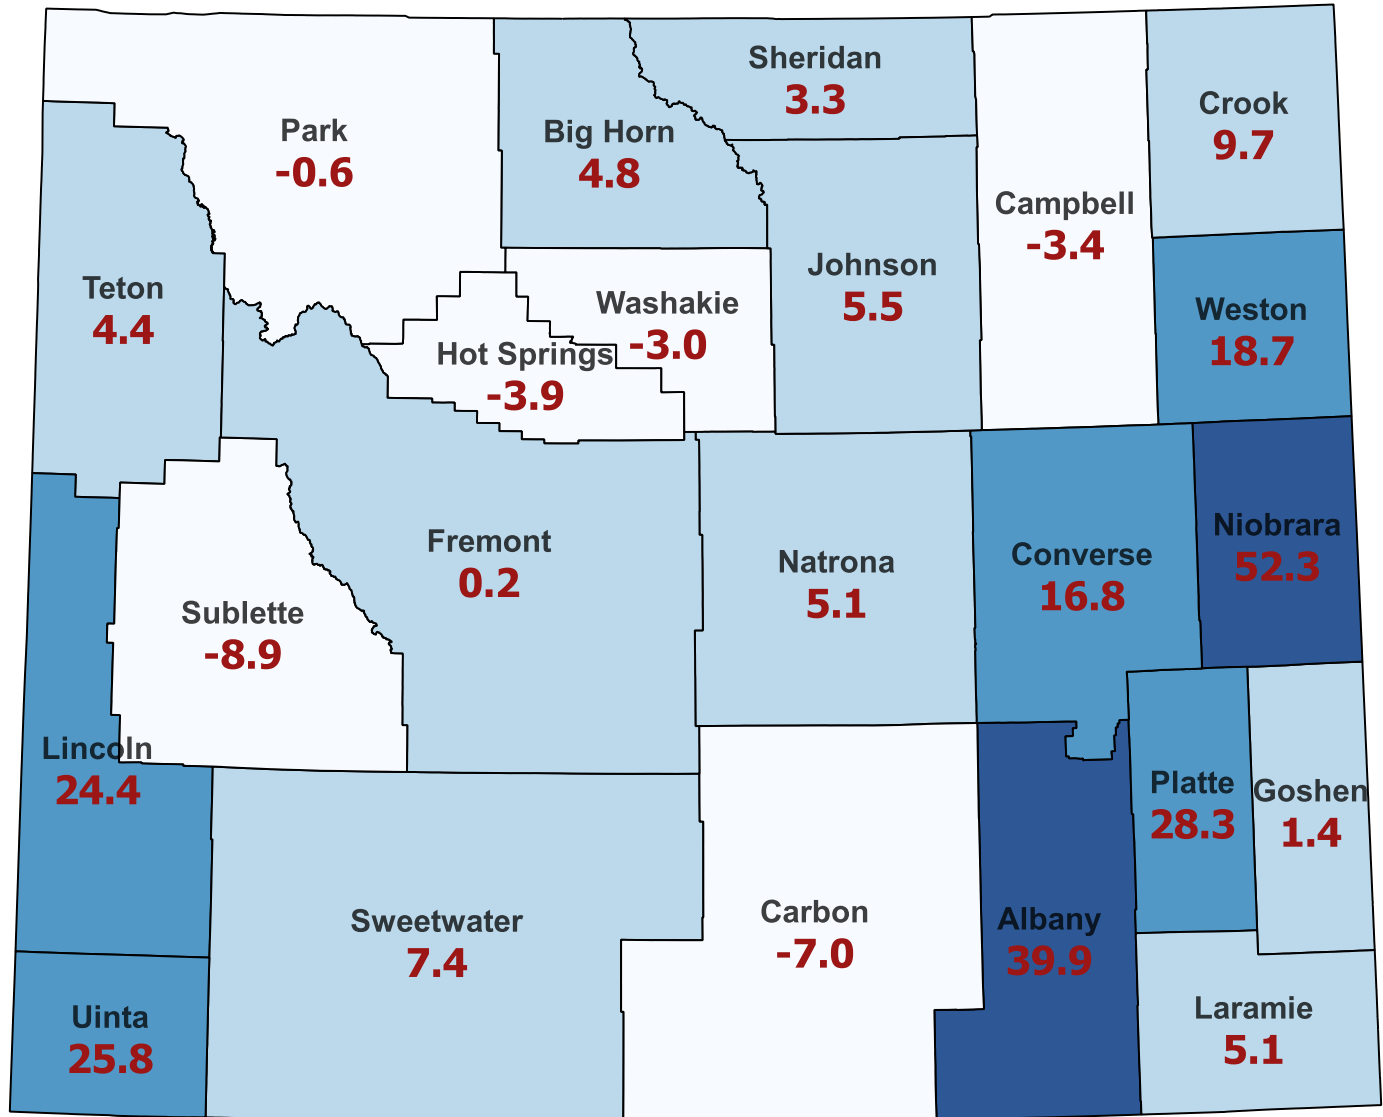 Sheridan
3.3
Crook
9.7
Park
-0.6
Big Horn
4.8
Campbell
-3.4
Johnson
5.5
Teton
4.4
Washakie
-3.0
Weston
18.7
Hot Springs
-3.9
Niobrara
52.3
Fremont
0.2
Converse
16.8
Natrona
5.1
Sublette
-8.9
Lincoln
24.4
Platte
28.3
Goshen
1.4
Carbon
-7.0
Albany
39.9
Sweetwater
7.4
Laramie
5.1
Uinta
25.8